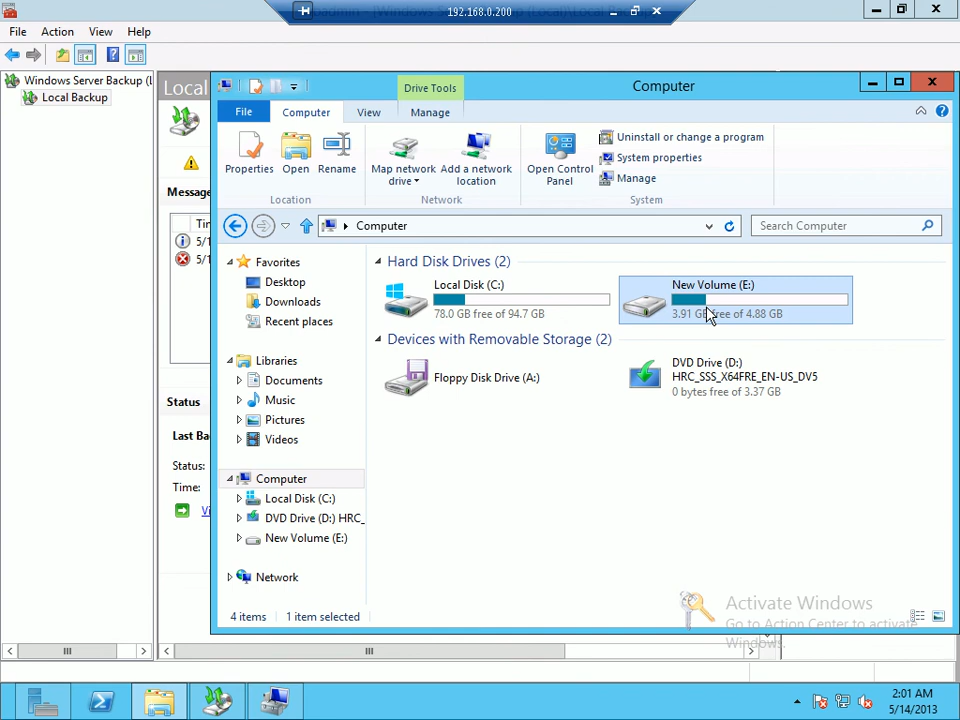 192.168.0.200
File Action View Help
Windows Server Backup (L
Local Backup
Local
Messages
Tim
5/1
5/1
Status
Last Ba
Status:
Time:
Vi
Drive Tools
Computer
File Computer View Manage
Properties
Open
Rename
Location
Map network drive
Add a network location
Network
Open Control Panel
Uninstall or change a program
System properties
Manage
System
Computer
Search Computer
Favorites
Desktop
Downloads
Recent places
Libraries
Documents
Music
Pictures
Videos
Computer
Local Disk (C:)
DVD Drive (D:) HRC_
New Volume (E:)
Network
Hard Disk Drives (2)
Local Disk (C:)
78.0 GB free of 94.7 GB
New Volume (E:)
3.91 GB free of 4.88 GB
Devices with Removable Storage (2)
Floppy Disk Drive (A:)
DVD Drive (D:)
HRC_SSS_X64FRE_EN-US_DV5
0 bytes free of 3.37 GB
4 items 1 item selected
Activate Windows
Go to Action Center to activate
Windows.
2:01 AM
5/14/2013